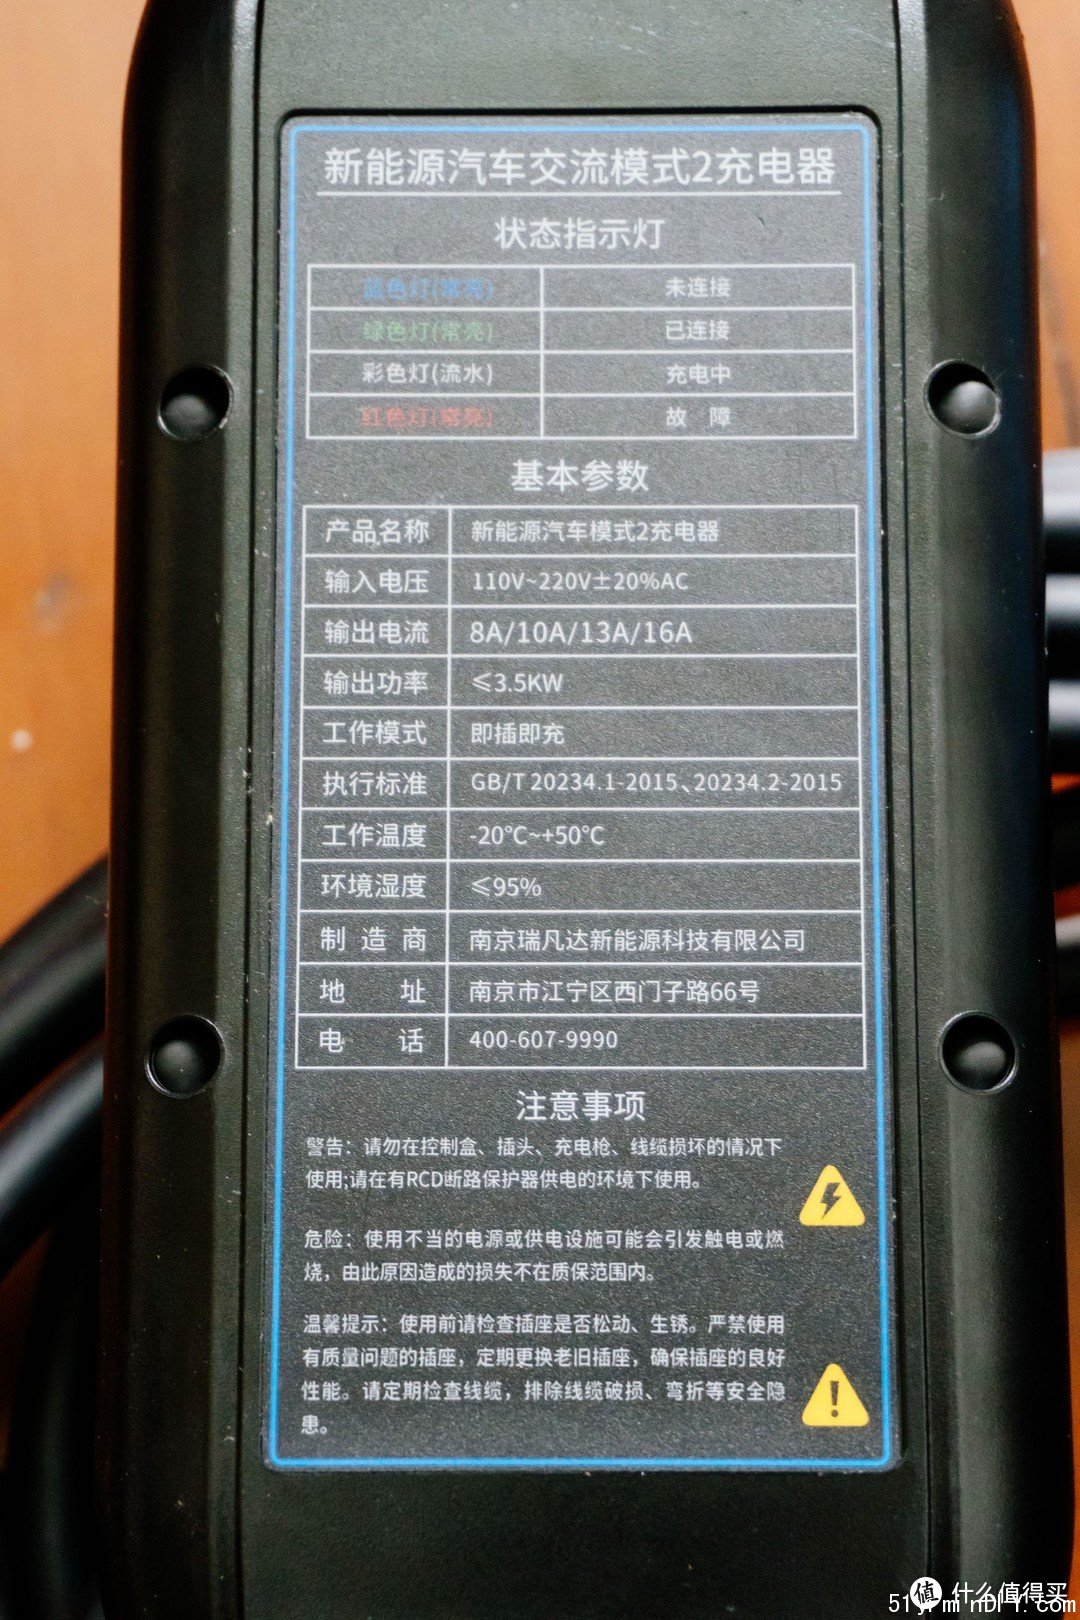 新能源汽车交流模式2充电器
状态指示灯
蓝色灯(常亮) 未连接
绿色灯(常亮) 已连接
彩色灯(流水) 充电中
红色灯(常亮) 故 障
基本参数
产品名称 新能源汽车模式2充电器
输入电压 110V~220V±20%AC
输出电流 8A/10A/13A/16A
输出功率 ≤3.5KW
工作模式 即插即充
执行标准 GB/T 20234.1-2015、20234.2-2015
工作温度 -20℃~+50℃
环境湿度 ≤95%
制 造 商 南京瑞凡达新能源科技有限公司
地 址 南京市江宁区西门子路66号
电 话 400-607-9990
注意事项
警告：请勿在控制盒、插头、充电枪、线缆损坏的情况下
使用;请在有RCD断路保护器供电的环境下使用。
危险：使用不当的电源或供电设施可能会引发触电或燃
烧，由此原因造成的损失不在质保范围内。
温馨提示：使用前请检查插座是否松动、生锈。严禁使用
有质量问题的插座，定期更换老旧插座，确保插座的良好
性能。请定期检查线缆，排除线缆破损、弯折等安全隐
患。
值 什么值得买